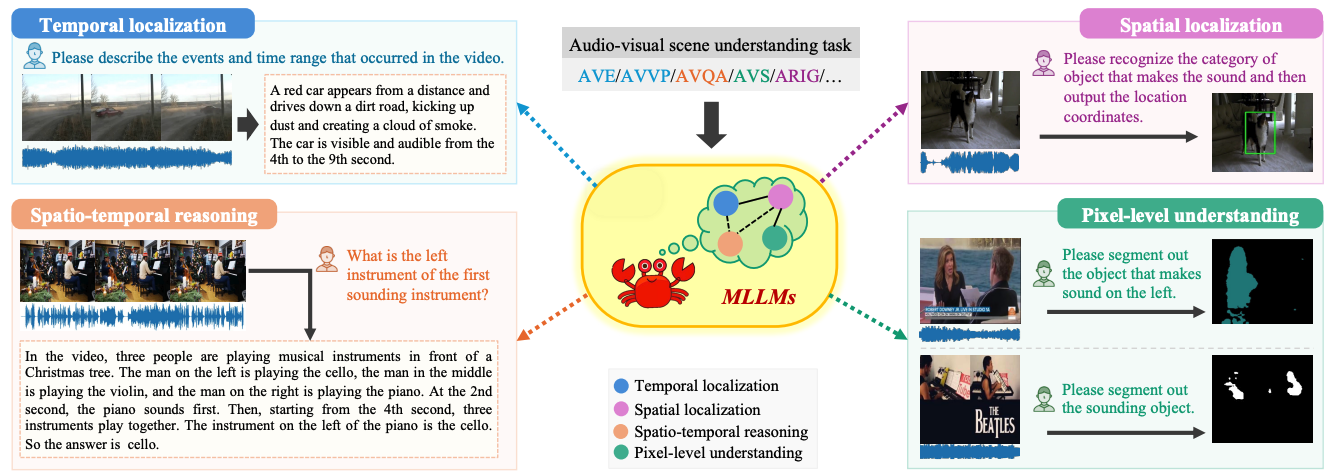 Temporal localization
Please describe the events and time range that occurred in the video.
A red car appears from a distance and
drives down a dirt road, kicking up
dust and creating a cloud of smoke.
The car is visible and audible from the
4th to the 9th second.
Spatio-temporal reasoning
What is the left
instrument of the first
sounding instrument?
In the video, three people are playing musical instruments in front of a
Christmas tree. The man on the left is playing the cello, the man in the middle
is playing the violin, and the man on the right is playing the piano. At the 2nd
second, the piano sounds first. Then, starting from the 4th second, three
instruments play together. The instrument on the left of the piano is the cello.
So the answer is cello.
Audio-visual scene understanding task
AVE/AVVP/AVQA/AVS/ARIG/…
MLLMs
Temporal localization
Spatial localization
Spatio-temporal reasoning
Pixel-level understanding
Spatial localization
Please recognize the category of
object that makes the sound and then
output the location
coordinates.
Pixel-level understanding
Please segment out
the object that makes
sound on the left.
ROBERT DOWNEY JR. LIVE IN STUDIO 1A
Please segment out
the sounding object.
THE
BEATLES